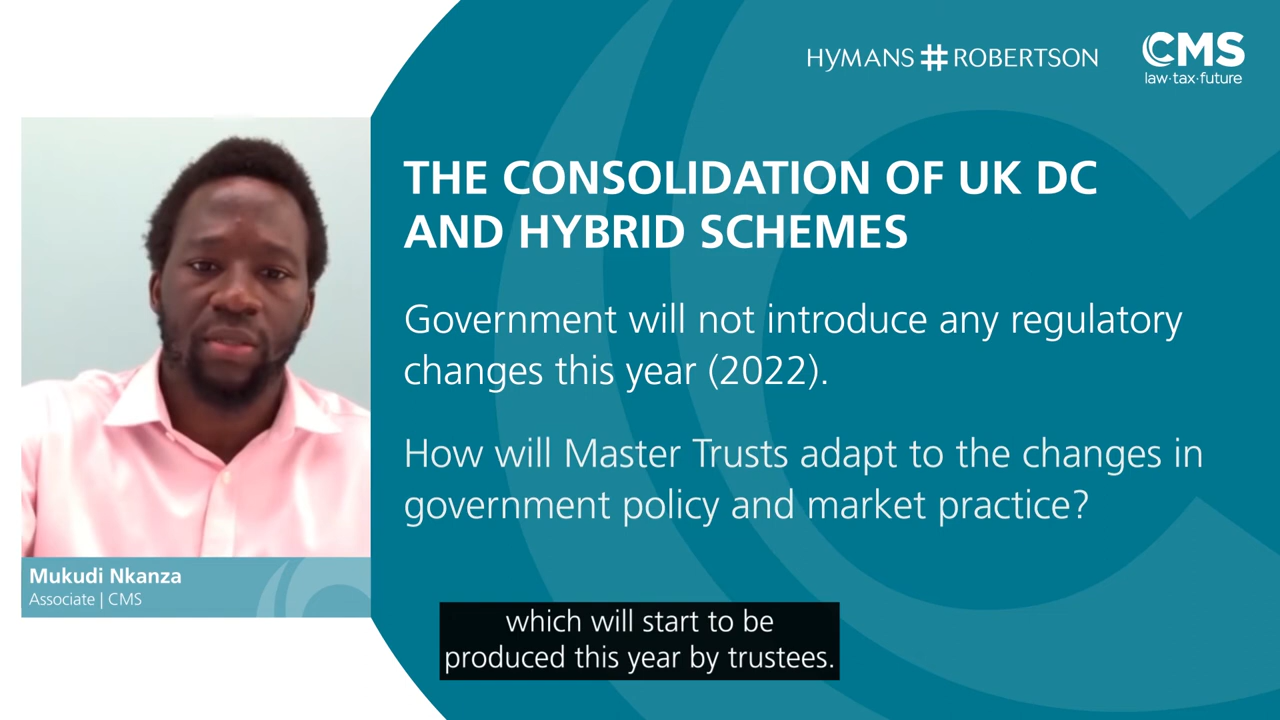 HYMANS # ROBERTSON
CMS
law·tax·future
THE CONSOLIDATION OF UK DC
AND HYBRID SCHEMES
Government will not introduce any regulatory
changes this year (2022).
How will Master Trusts adapt to the changes in
government policy and market practice?
Mukudi Nkanza
Associate | CMS
which will start to be
produced this year by trustees.